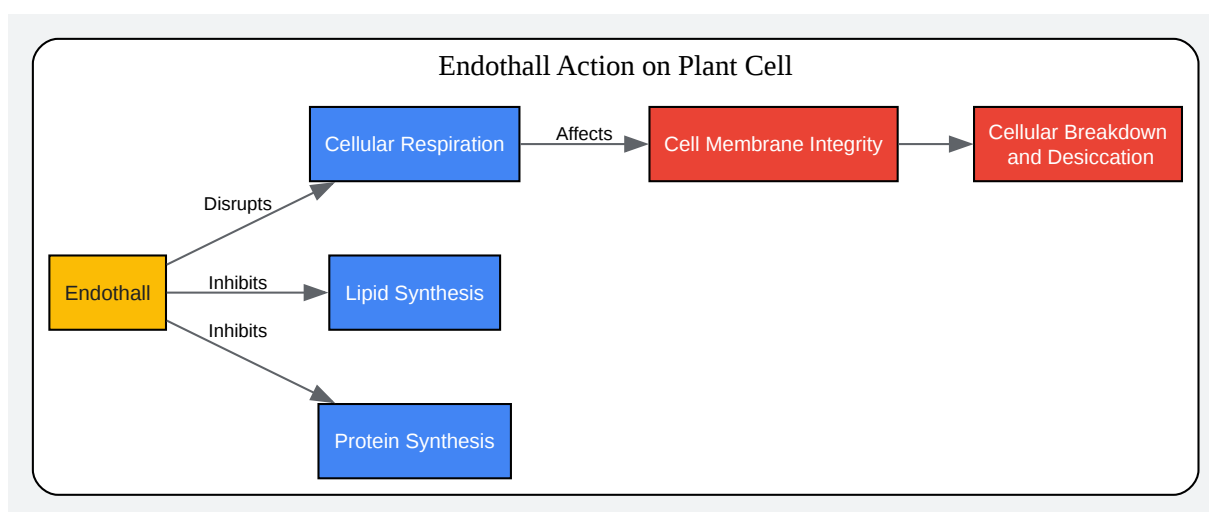 Endothall Action on Plant Cell
Cellular Respiration
Affects
Cell Membrane Integrity
Cellular Breakdown
and Desiccation
Disrupts
Endothall
Inhibits
Lipid Synthesis
Inhibits
Protein Synthesis